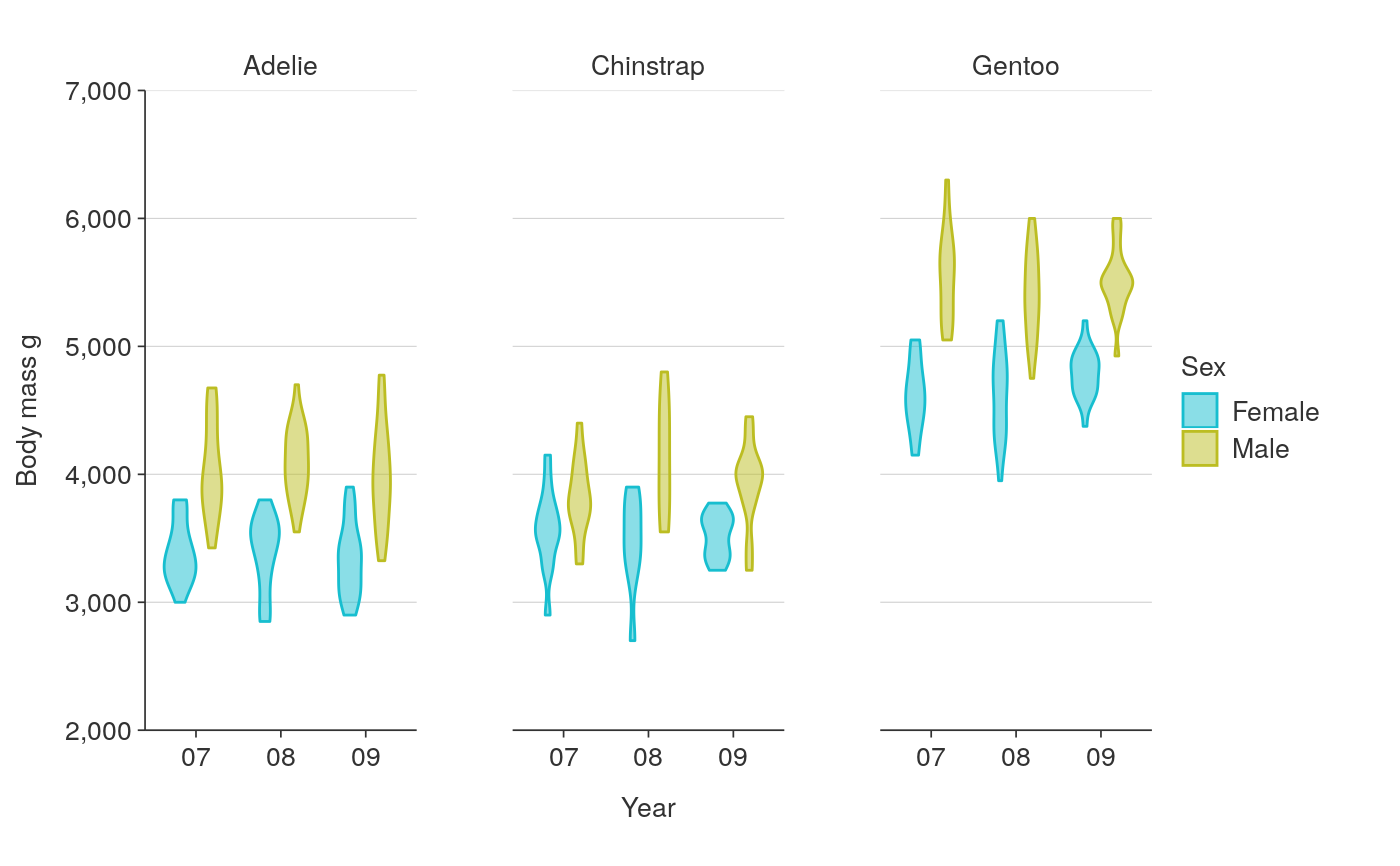 Adelie
Chinstrap
Gentoo
7,000
6,000
5,000
4,000
3,000
2,000
Body mass g
07 08 09
07 08 09
07 08 09
Year
Sex
Female
Male